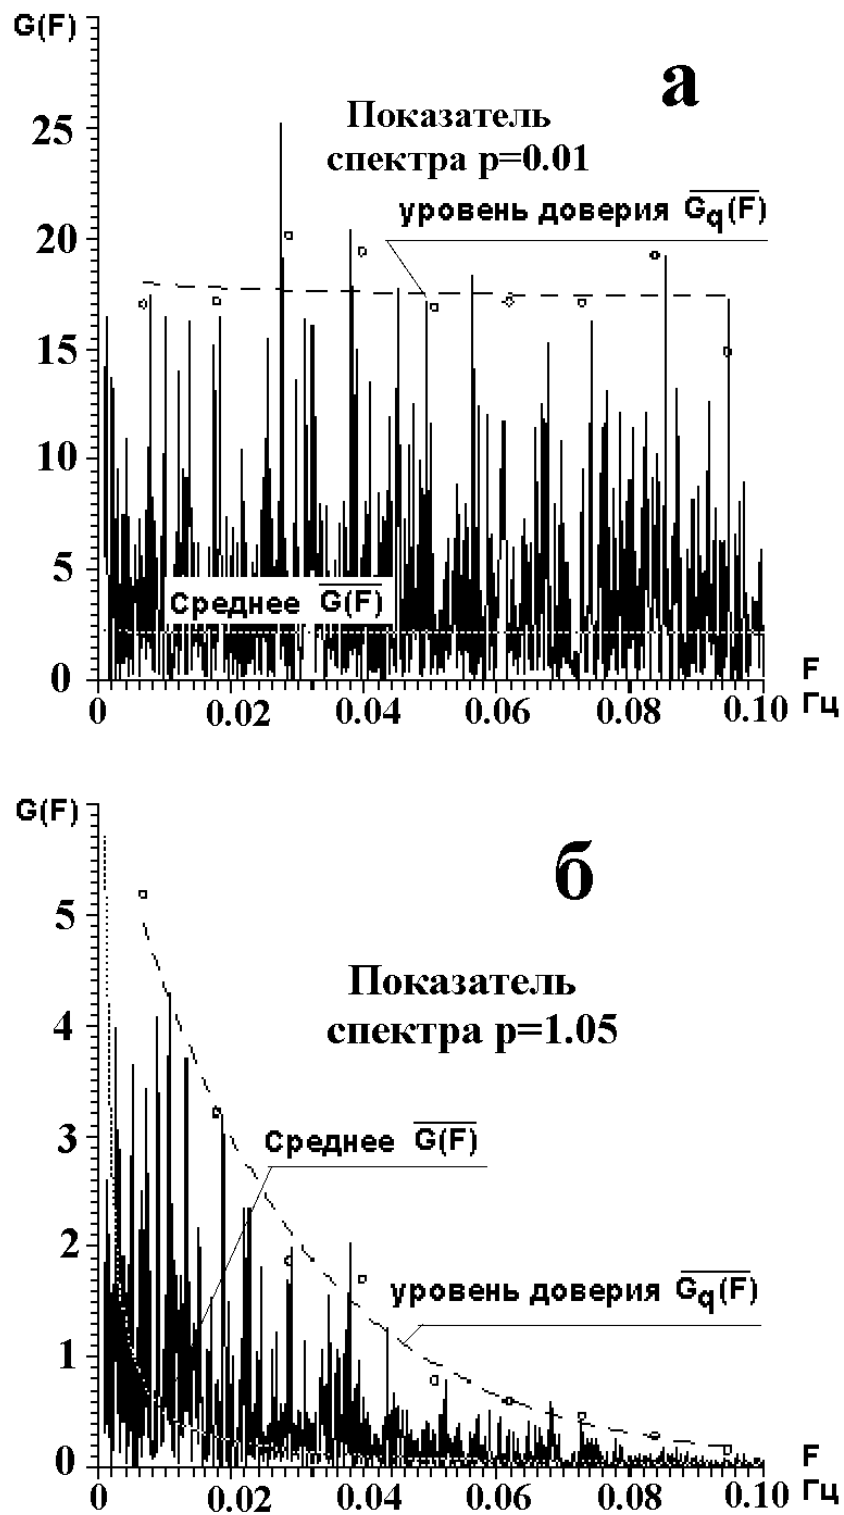 G(F)
а
25
Показатель
спектра p=0.01
уровень доверия Gq(F)
20
15
10
5
Среднее G(F)
0
F
Гц
0 0.02 0.04 0.06 0.08 0.10
G(F)
б
5
Показатель
спектра p=1.05
4
3
Среднее G(F)
2
уровень доверия Gq(F)
1
0
F
Гц
0 0.02 0.04 0.06 0.08 0.10